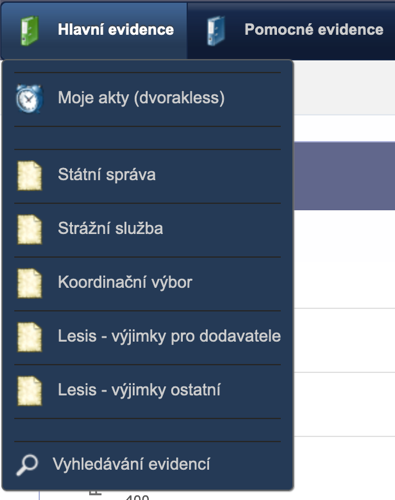 Hlavní evidence
Pomocné evidence
Moje akty (dvorakless)
Státní správa
Strážní služba
Koordinační výbor
Lesis - výjimky pro dodavatele
Lesis - výjimky ostatní
Vyhledávání evidencí
400